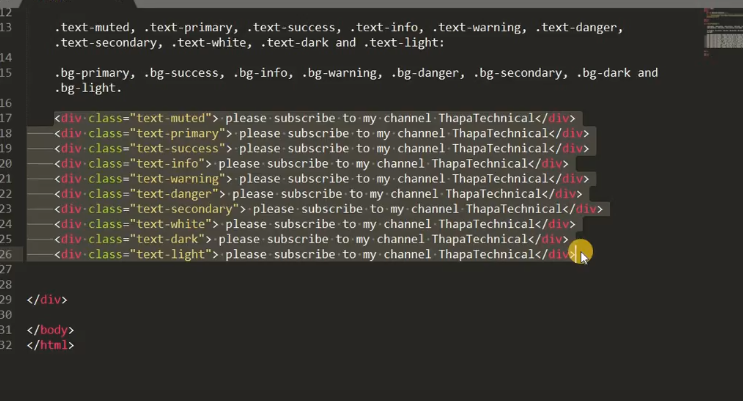 12
13 .text-muted, .text-primary, .text-success, .text-info, .text-warning, .text-danger,
.text-secondary, .text-white, .text-dark and .text-light:
14
15 .bg-primary, .bg-success, .bg-info, .bg-warning, .bg-danger, .bg-secondary, .bg-dark and
.bg-light.
16
17 <div class="text-muted"> please subscribe to my channel ThapaTechnical</div>
18 <div class="text-primary"> please subscribe to my channel ThapaTechnical</div>
19 <div class="text-success"> please subscribe to my channel ThapaTechnical</div>
20 <div class="text-info"> please subscribe to my channel ThapaTechnical</div>
21 <div class="text-warning"> please subscribe to my channel ThapaTechnical</div>
22 <div class="text-danger"> please subscribe to my channel ThapaTechnical</div>
23 <div class="text-secondary"> please subscribe to my channel ThapaTechnical</div>
24 <div class="text-white"> please subscribe to my channel ThapaTechnical</div>
25 <div class="text-dark"> please subscribe to my channel ThapaTechnical</div>
26 <div class="text-light"> please subscribe to my channel ThapaTechnical</div>
27
28
29 </div>
30
31 </body>
32 </html>